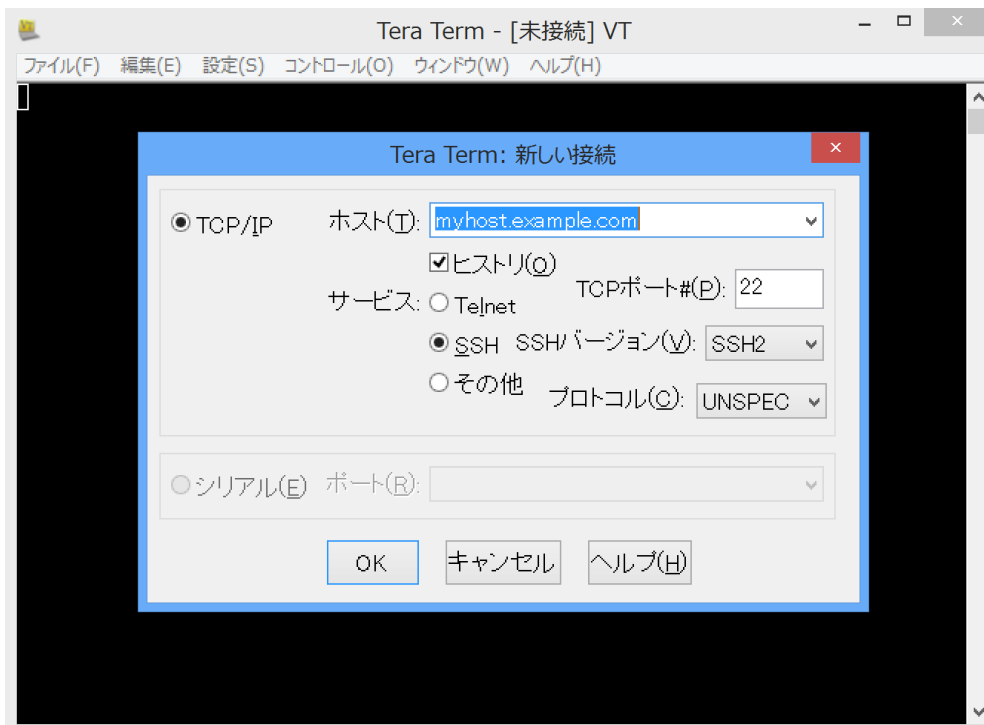 Tera Term - [未接続] VT
ファイル(F) 編集(E) 設定(S) コントロール(O) ウィンドウ(W) ヘルプ(H)
Tera Term: 新しい接続
TCP/IP ホスト(T): myhost.example.com
ヒストリ(O)
サービス: Telnet TCPポート#(P): 22
SSH SSHバージョン(V): SSH2
その他 プロトコル(C): UNSPEC
シリアル(E) ポート(R):
OK キャンセル ヘルプ(H)